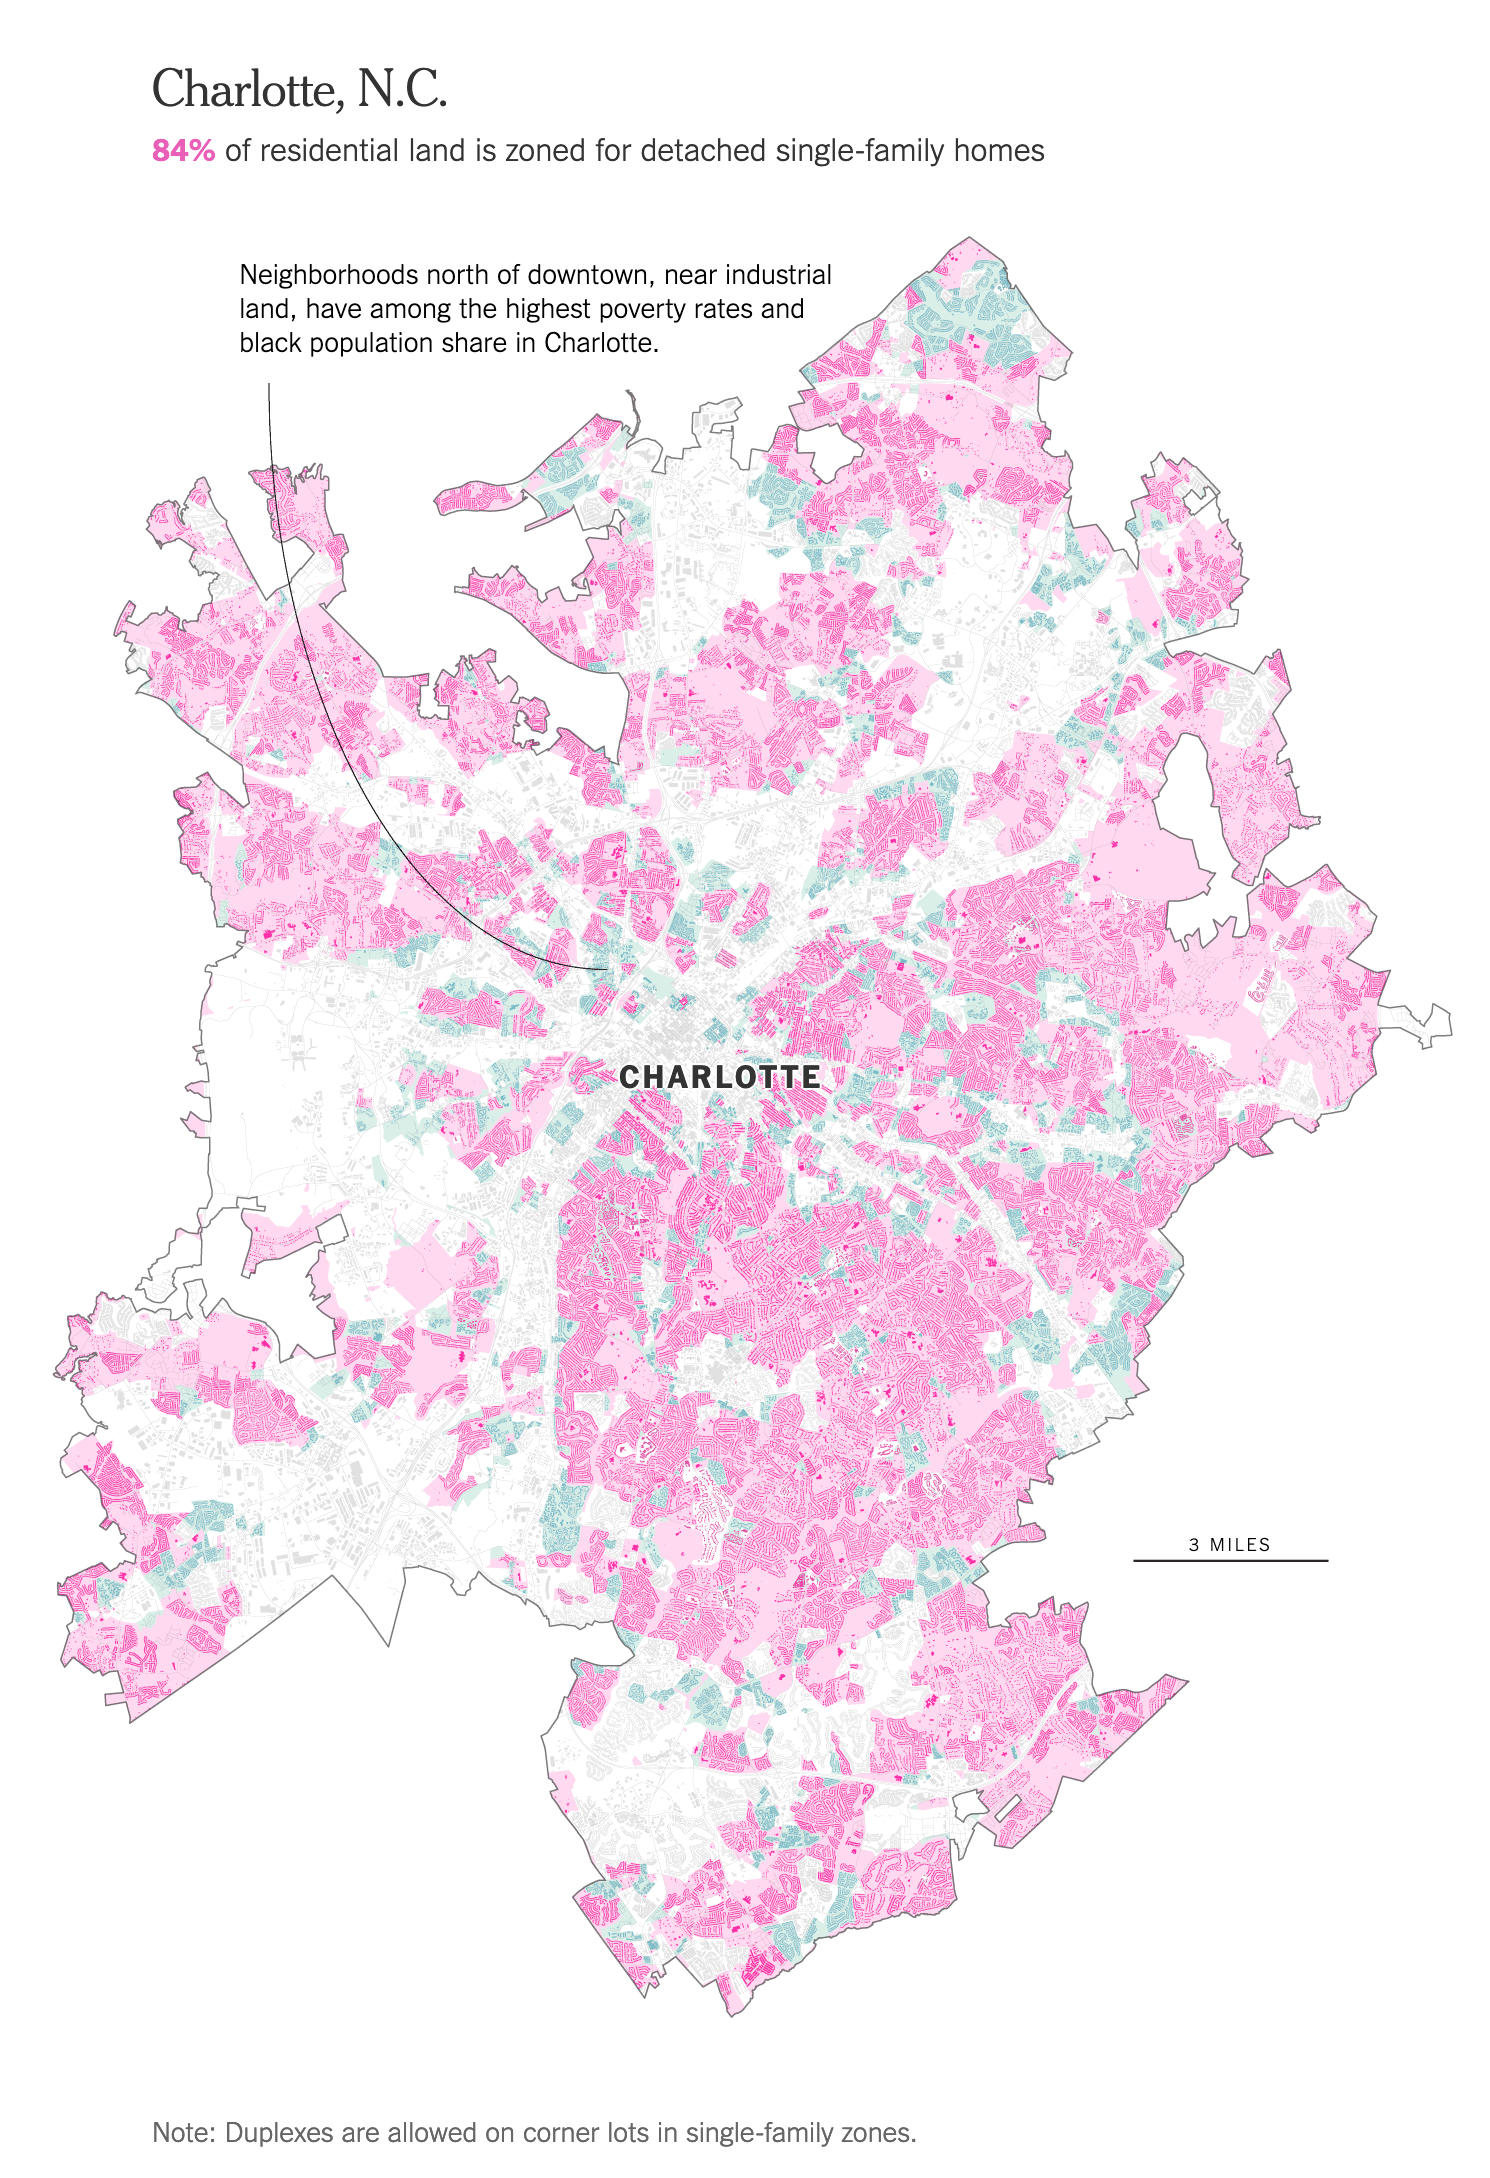 Charlotte, N.C.
84% of residential land is zoned for detached single-family homes
Neighborhoods north of downtown, near industrial
land, have among the highest poverty rates and
black population share in Charlotte.
CHARLOTTE
3 MILES
Note: Duplexes are allowed on corner lots in single-family zones.